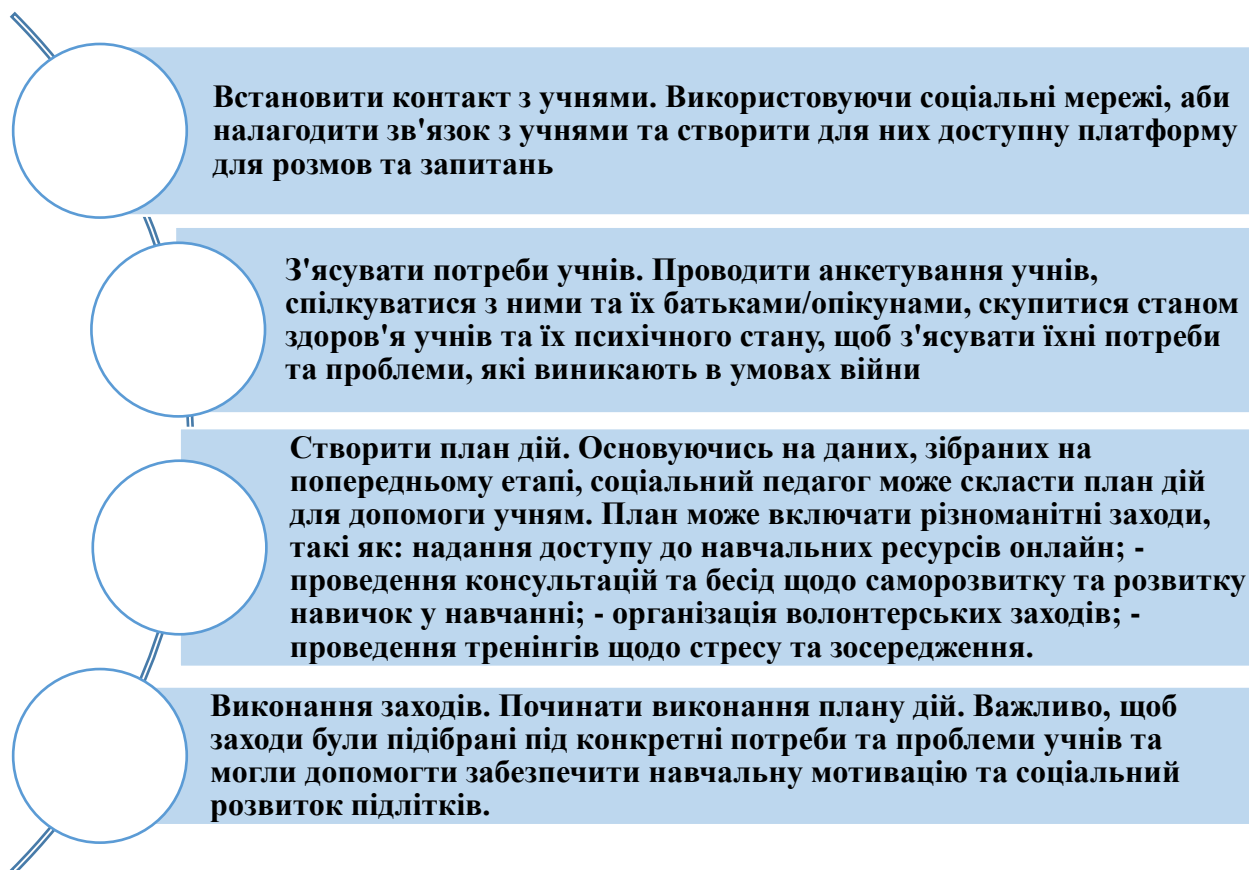 Встановити контакт з учнями. Використовуючи соціальні мережі, аби
налагодити зв'язок з учнями та створити для них доступну платформу
для розмов та запитань
З'ясувати потреби учнів. Проводити анкетування учнів,
спілкуватися з ними та їх батьками/опікунами, скупитися станом
здоров'я учнів та їх психічного стану, щоб з'ясувати їхні потреби
та проблеми, які виникають в умовах війни
Створити план дій. Основуючись на даних, зібраних на
попередньому етапі, соціальний педагог може скласти план дій
для допомоги учням. План може включати різноманітні заходи,
такі як: надання доступу до навчальних ресурсів онлайн; -
проведення консультацій та бесід щодо саморозвитку та розвитку
навичок у навчанні; - організація волонтерських заходів; -
проведення тренінгів щодо стресу та зосередження.
Виконання заходів. Починати виконання плану дій. Важливо, щоб
заходи були підібрані під конкретні потреби та проблеми учнів та
могли допомогти забезпечити навчальну мотивацію та соціальний
розвиток підлітків.